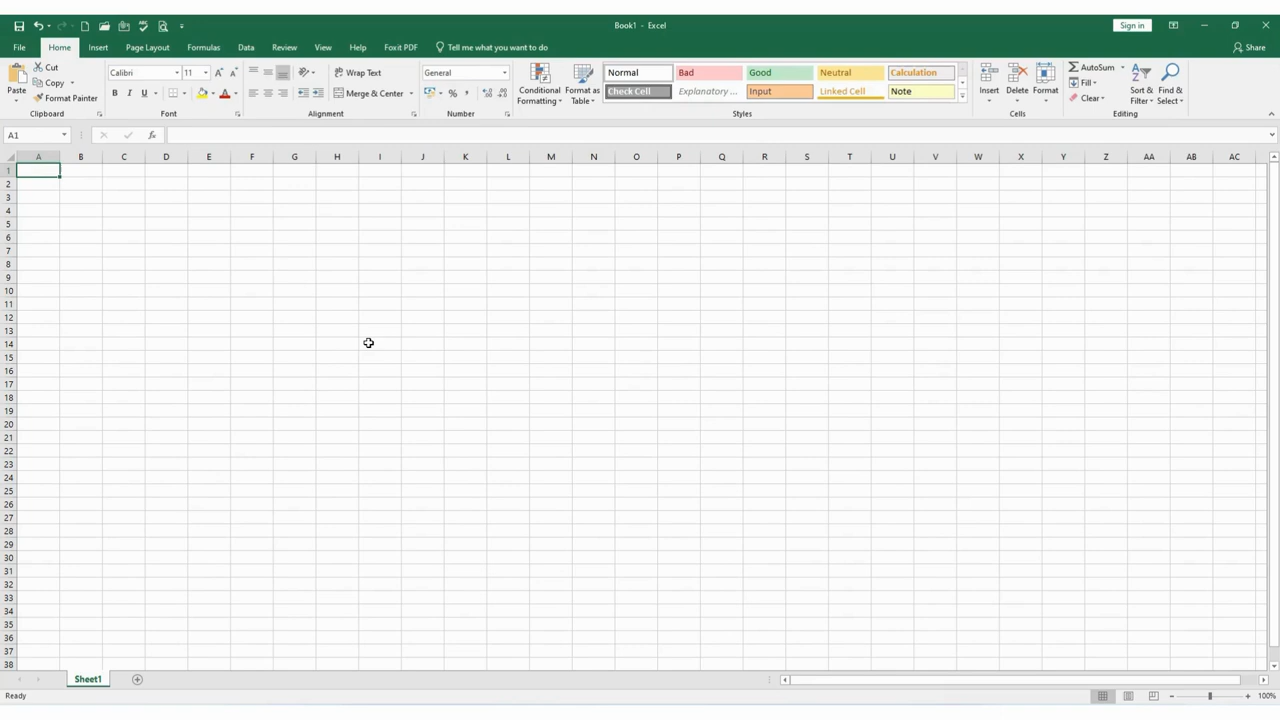 Book1 - Excel
Sign in
File Home Insert Page Layout Formulas Data Review View Help Foxit PDF Tell me what you want to do Share
Paste
Cut
Copy
Format Painter
Clipboard
Calibri 11
B I U
Font
Wrap Text
Merge & Center
Alignment
General
Number
Conditional Formatting
Format as Table
Normal Bad Good Neutral Calculation
Check Cell Explanatory ... Input Linked Cell Note
Styles
Insert Delete Format
Cells
AutoSum
Fill
Clear
Sort & Filter
Find & Select
Editing
A1 fx
A B C D E F G H I J K L M N O P Q R S T U V W X Y Z AA AB AC
1
2
3
4
5
6
7
8
9
10
11
12
13
14
15
16
17
18
19
20
21
22
23
24
25
26
27
28
29
30
31
32
33
34
35
36
37
38
Sheet1
Ready 100%